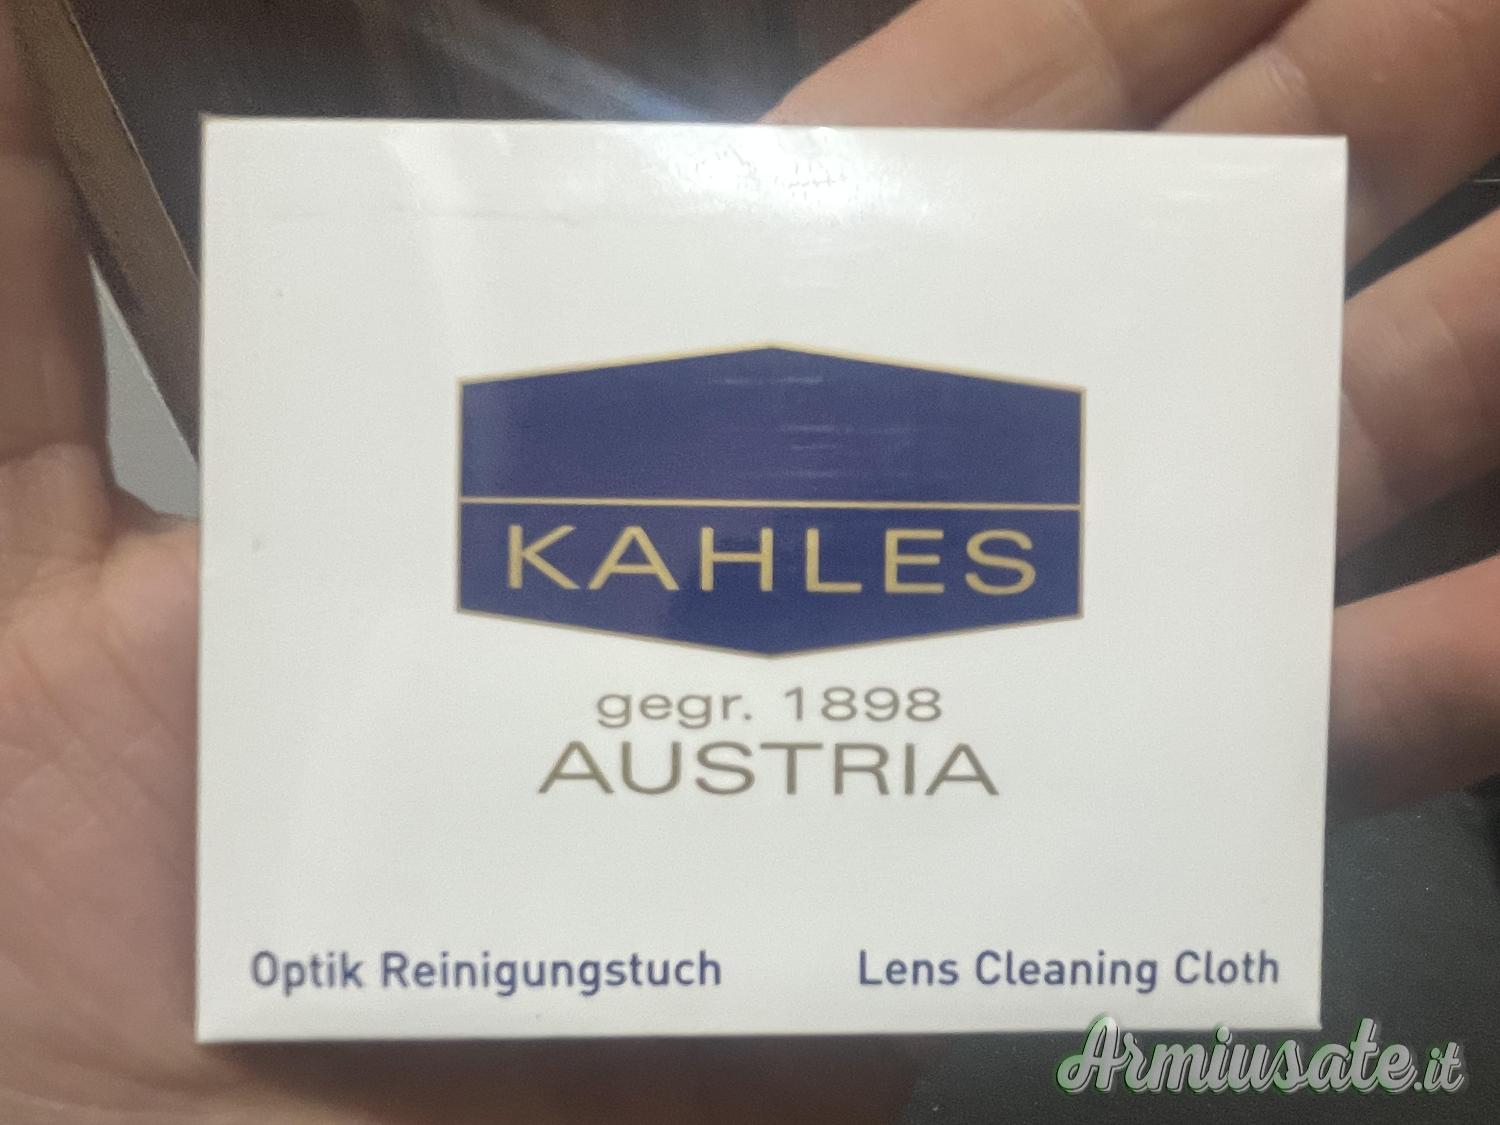 KAHLES
gegr. 1898
AUSTRIA
Optik Reinigungstuch
Lens Cleaning Cloth
Armiusate.it